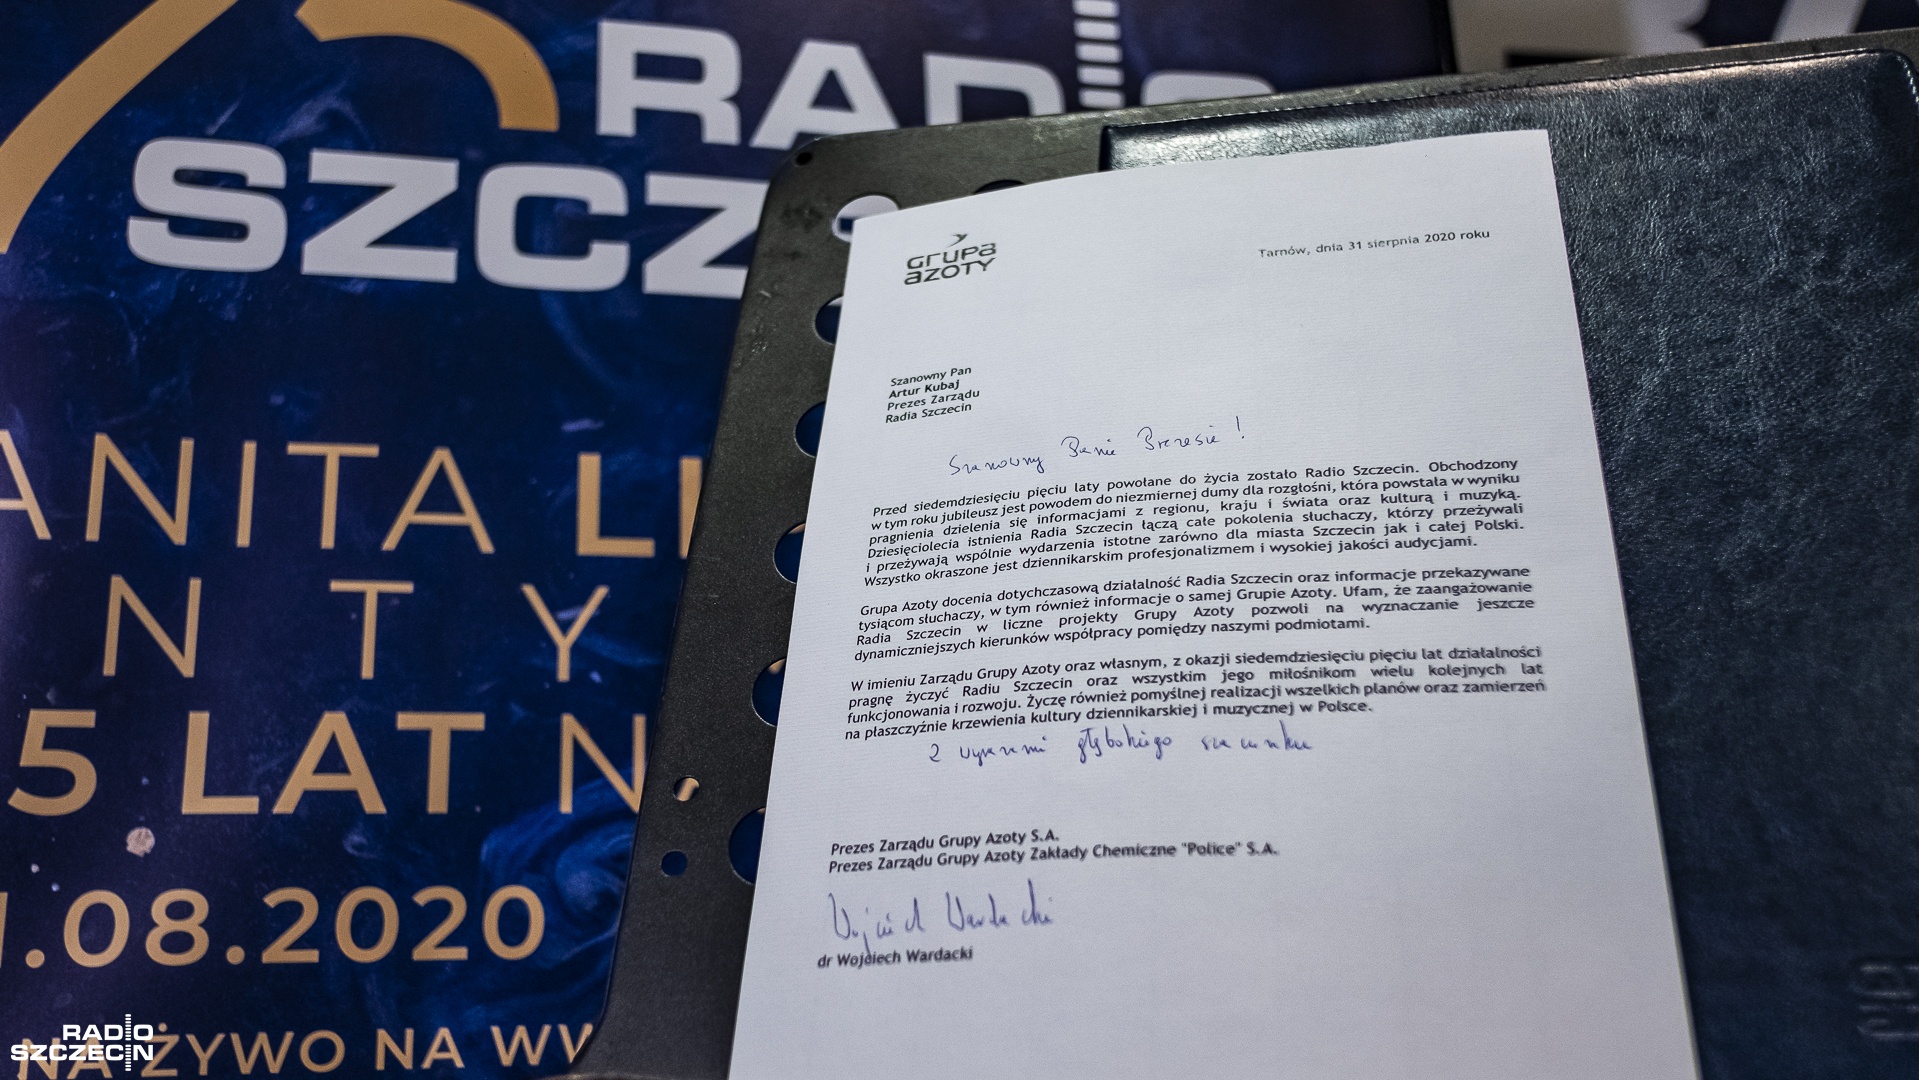 RADIO
SZCZ
ANITA LI
N T Y
5 LAT N
1.08.2020
NA ŻYWO NA WW
GRUPA
AZOTY
Tarnów, dnia 31 sierpnia 2020 roku
Szanowny Pan
Artur Kubaj
Prezes Zarządu
Radia Szczecin
Szanowny Panie Prezesie!
Przed siedemdziesięciu pięciu laty powołane do życia zostało Radio Szczecin. Obchodzony
w tym roku jubileusz jest powodem do niezmiernej dumy dla rozgłośni, która powstała w wyniku
pragnienia dzielenia się informacjami z regionu, kraju i świata oraz kulturą i muzyką.
Dziesięciolecia istnienia Radia Szczecin łączą całe pokolenia słuchaczy, którzy przeżywali
i przeżywają wspólnie wydarzenia istotne zarówno dla miasta Szczecin jak i całej Polski.
Wszystko okraszone jest dziennikarskim profesjonalizmem i wysokiej jakości audycjami.
Grupa Azoty docenia dotychczasową działalność Radia Szczecin oraz informacje przekazywane
tysiącom słuchaczy, w tym również informacje o samej Grupie Azoty. Ufam, że zaangażowanie
Radia Szczecin w liczne projekty Grupy Azoty pozwoli na wyznaczanie jeszcze
dynamiczniejszych kierunków współpracy pomiędzy naszymi podmiotami.
W imieniu Zarządu Grupy Azoty oraz własnym, z okazji siedemdziesięciu pięciu lat działalności
pragnę życzyć Radiu Szczecin oraz wszystkim jego miłośnikom wielu kolejnych lat
funkcjonowania i rozwoju. Życzę również pomyślnej realizacji wszelkich planów oraz zamierzeń
na płaszczyźnie krzewienia kultury dziennikarskiej i muzycznej w Polsce.
Z wyrazami głębokiego szacunku
Prezes Zarządu Grupy Azoty S.A.
Prezes Zarządu Grupy Azoty Zakłady Chemiczne "Police" S.A.
Wojciech Wardacki
dr Wojciech Wardacki
RADIO
SZCZECIN